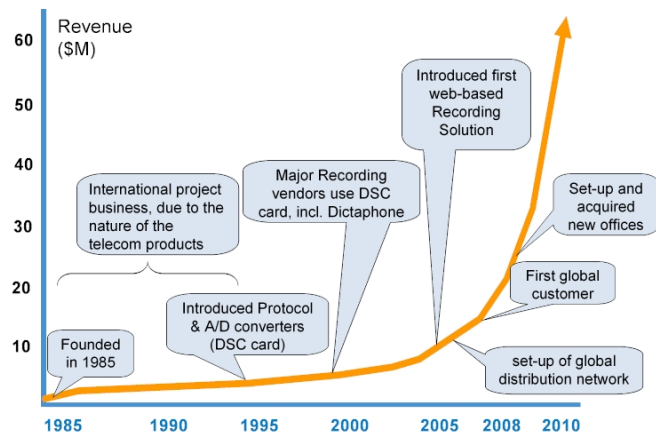 Revenue
($M)
60
50
40
30
20
10
Introduced first
web-based
Recording
Solution
Major Recording
vendors use DSC
card, incl. Dictaphone
International project
business, due to the
nature of the
telecom products
Set-up and
acquired
new offices
First global
customer
Introduced Protocol
& A/D converters
(DSC card)
Founded
in 1985
set-up of global
distribution network
1985 1990 1995 2000 2005 2008 2010